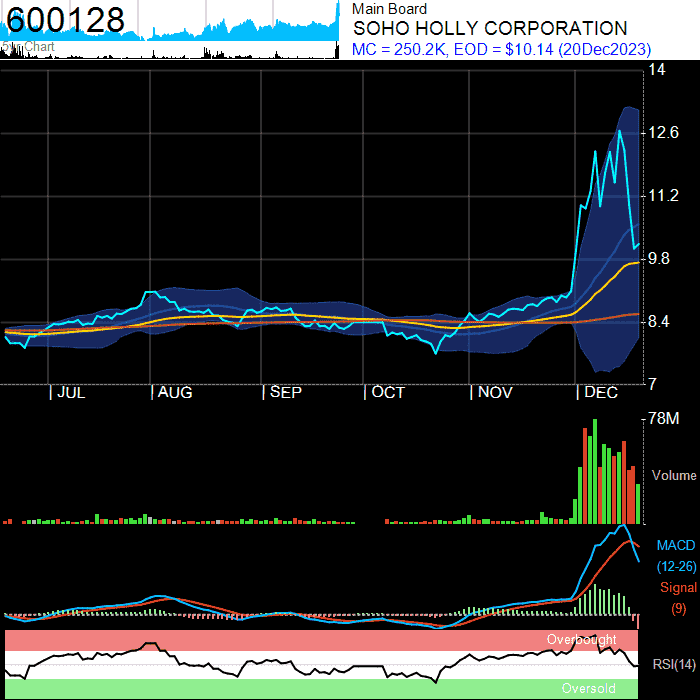 600128
5yr Chart
Main Board
SOHO HOLLY CORPORATION
MC = 250.2K, EOD = $10.14 (20Dec2023)
14
12.6
11.2
9.8
8.4
7
JUL
AUG
SEP
OCT
NOV
DEC
78M
Volume
MACD
(12-26)
Signal
(9)
Overbought
RSI(14)
Oversold